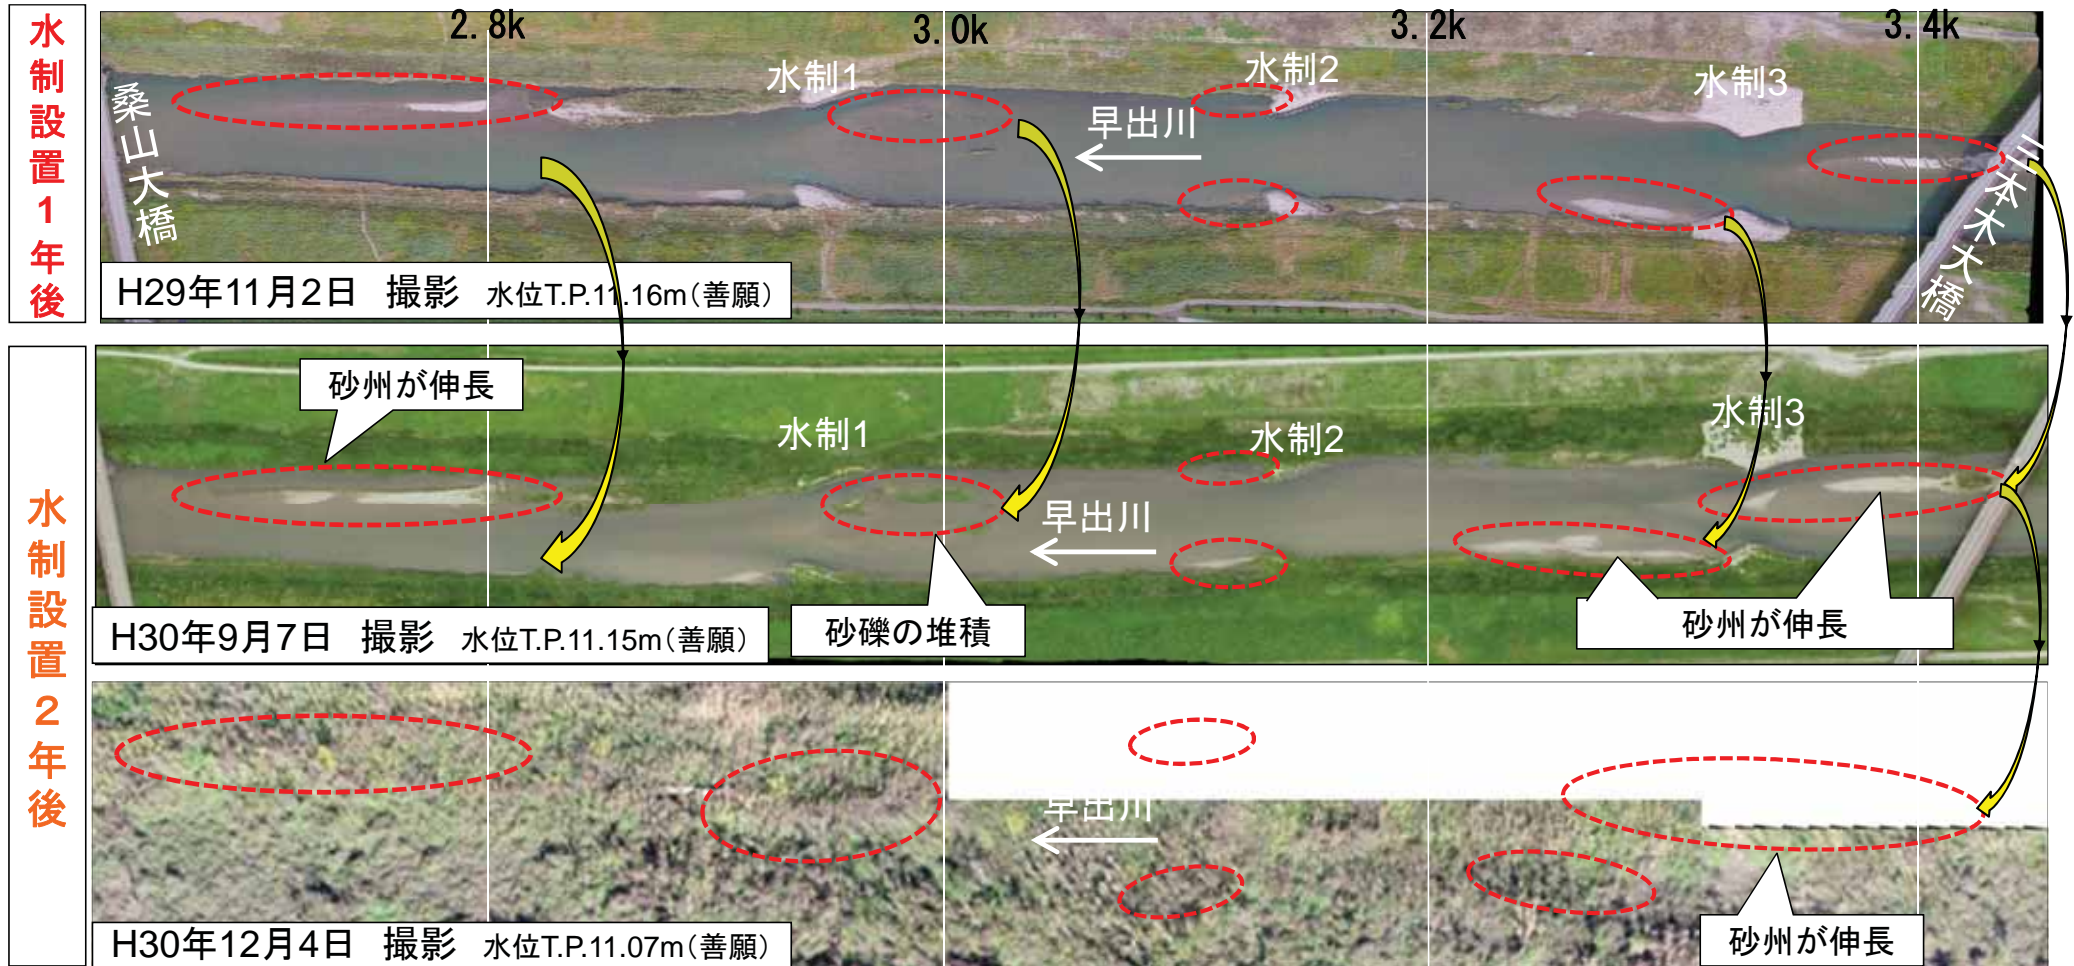 水制設置1年後
2.8k
3.0k
3.2k
3.4k
桑山大橋
水制1
水制2
水制3
早出川
三本木大橋
H29年11月2日 撮影 水位T.P.11.16m(善願)
水制設置2年後
砂州が伸長
水制1
水制2
水制3
早出川
砂礫の堆積
砂州が伸長
H30年9月7日 撮影 水位T.P.11.15m(善願)
早出川
砂州が伸長
H30年12月4日 撮影 水位T.P.11.07m(善願)